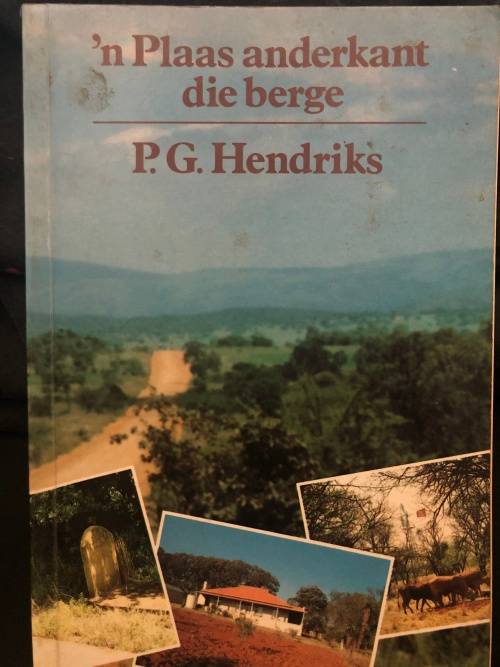 'n Plaas anderkant
die berge
P. G. Hendriks